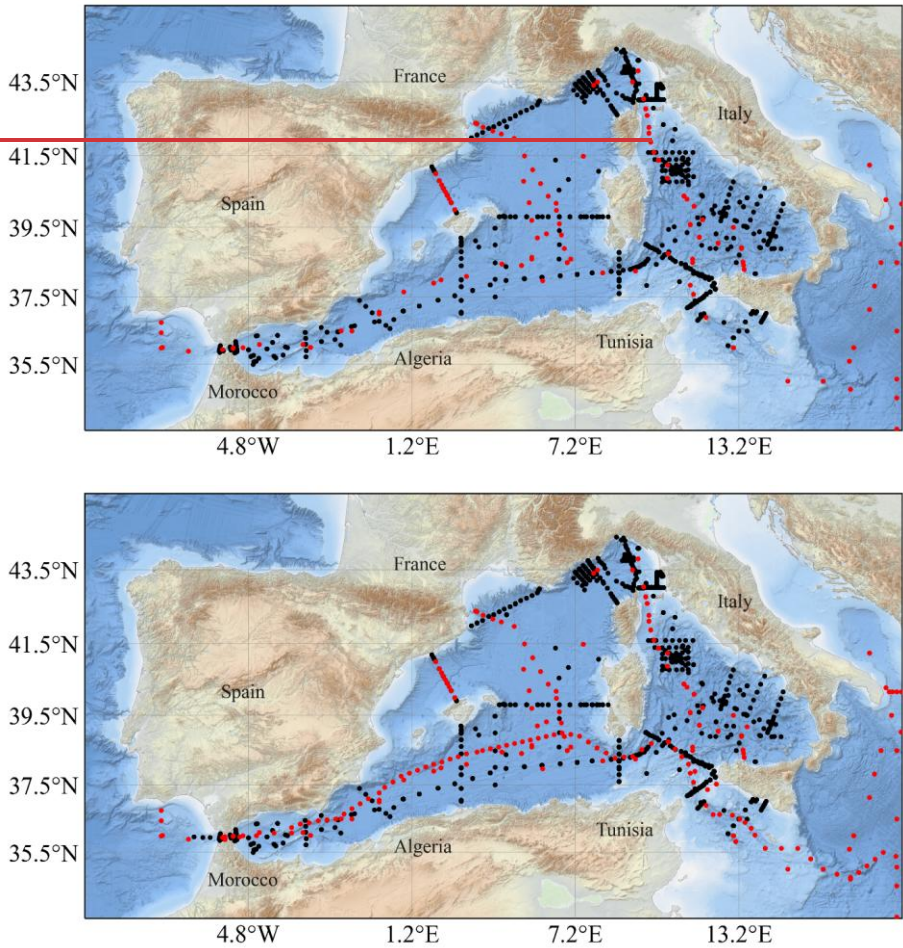 43.5°N
France
Italy
41.5°N
Spain
39.5°N
37.5°N
Tunisia
Algeria
35.5°N
Morocco
4.8°W 1.2°E 7.2°E 13.2°E
43.5°N
France
Italy
41.5°N
Spain
39.5°N
37.5°N
Tunisia
Algeria
35.5°N
Morocco
4.8°W 1.2°E 7.2°E 13.2°E